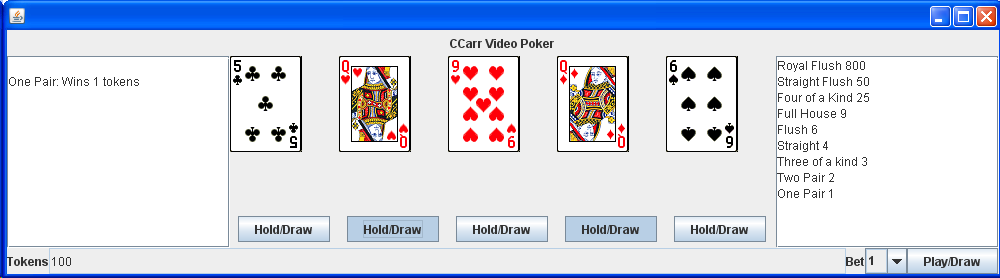 CCarr Video Poker
One Pair: Wins 1 tokens
5 Q 9 Q 6
5 Q 9 Q 6
Royal Flush 800
Straight Flush 50
Four of a Kind 25
Full House 9
Flush 6
Straight 4
Three of a kind 3
Two Pair 2
One Pair 1
Hold/Draw Hold/Draw Hold/Draw Hold/Draw Hold/Draw
Tokens 100 Bet 1 Play/Draw